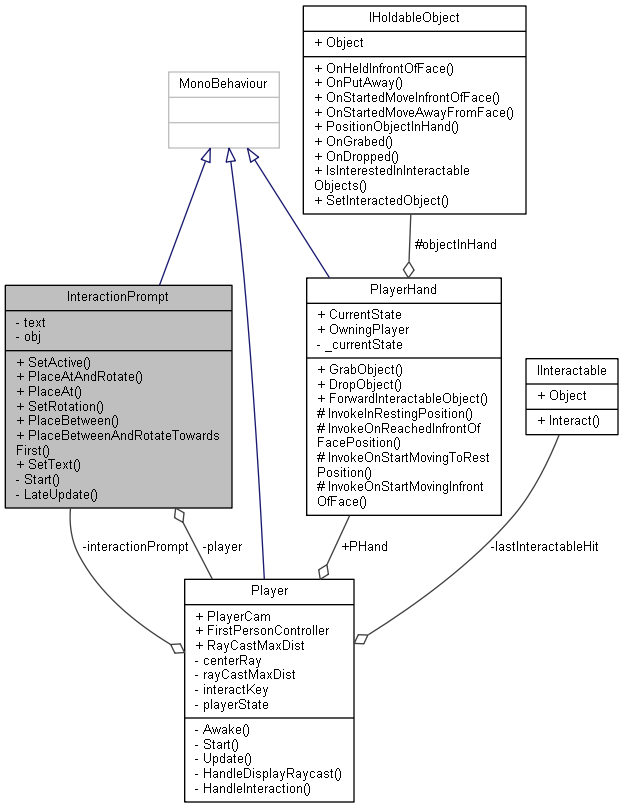 IHoldableObject
+ Object
+ OnHeldInfrontOfFace()
+ OnPutAway()
+ OnStartedMoveInfrontOfFace()
+ OnStartedMoveAwayFromFace()
+ PositionObjectInHand()
+ OnGrabed()
+ OnDropped()
+ IsInterestedInInteractable
Objects()
+ SetInteractedObject()
MonoBehaviour
#objectInHand
InteractionPrompt
- text
- obj
+ SetActive()
+ PlaceAtAndRotate()
+ PlaceAt()
+ SetRotation()
+ PlaceBetween()
+ PlaceBetweenAndRotateTowards
First()
+ SetText()
- Start()
- LateUpdate()
PlayerHand
+ CurrentState
+ OwningPlayer
- _currentState
+ GrabObject()
+ DropObject()
+ ForwardInteractableObject()
# InvokeInRestingPosition()
# InvokeOnReachedInfrontOf
FacePosition()
# InvokeOnStartMovingToRest
Position()
# InvokeOnStartMovingInfront
OfFace()
IInteractable
+ Object
+ Interact()
-interactionPrompt
-player
+PHand
-lastInteractableHit
Player
+ PlayerCam
+ FirstPersonController
+ RayCastMaxDist
- centerRay
- rayCastMaxDist
- interactKey
- playerState
- Awake()
- Start()
- Update()
- HandleDisplayRaycast()
- HandleInteraction()